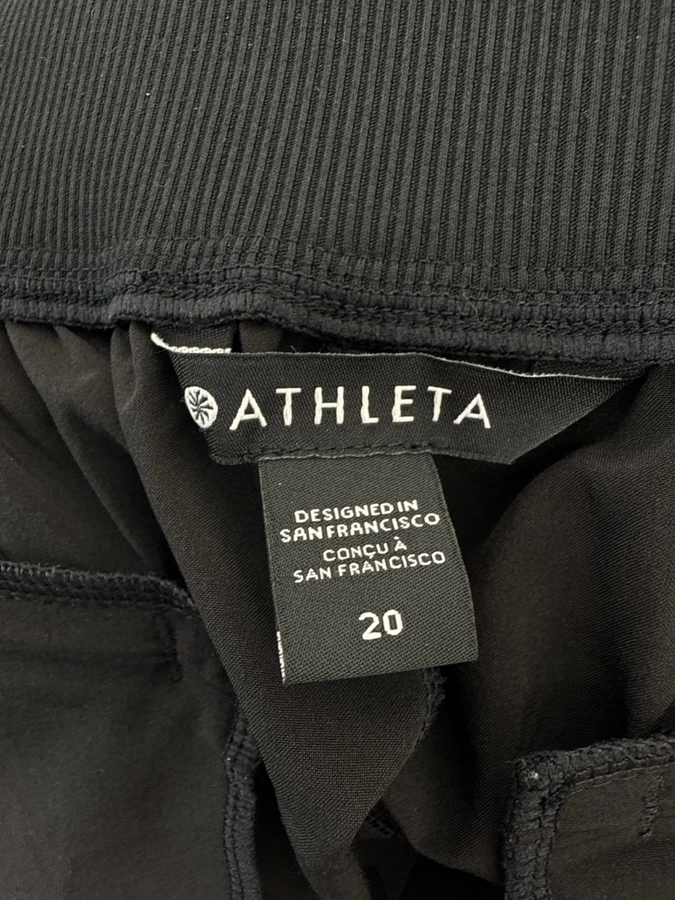 ATHLETA
DESIGNED IN
SAN FRANCISCO
CONÇU À
SAN FRANCISCO
20